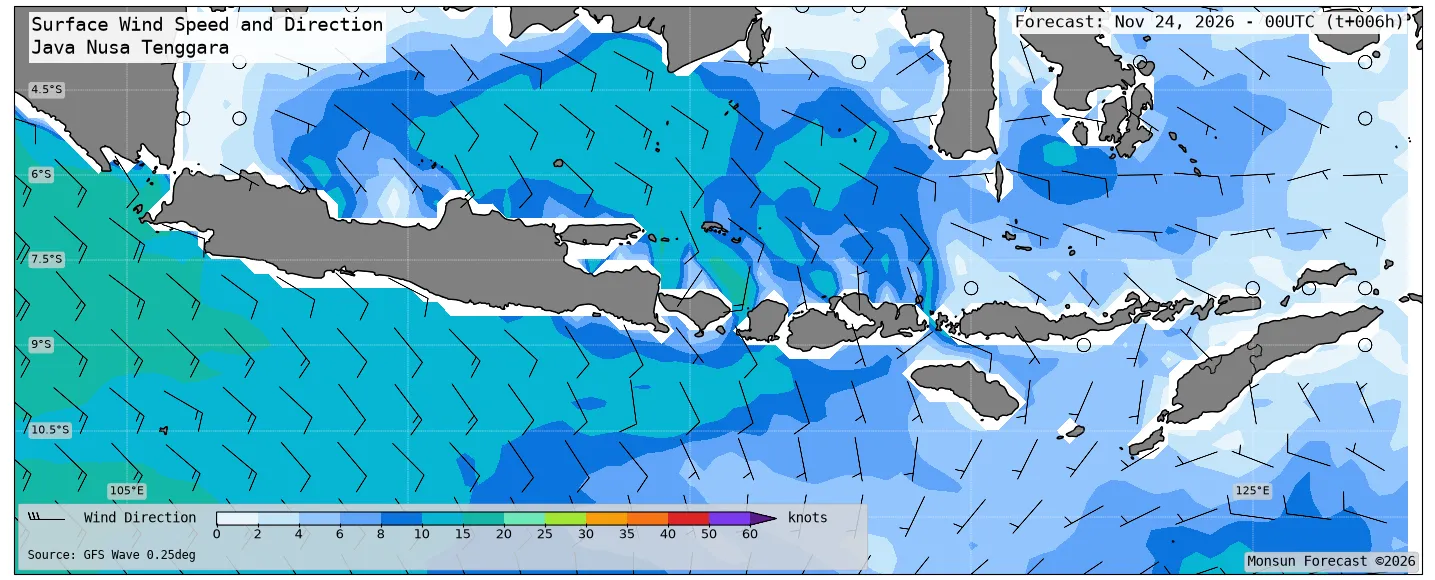 Surface Wind Speed and Direction
Java Nusa Tenggara
Forecast: Nov 24, 2026 - 00UTC (t+006h)
4.5°S
6°S
7.5°S
9°S
10.5°S
105°E
125°E
Wind Direction
0 2 4 6 8 10 15 20 25 30 35 40 50 60
knots
Source: GFS Wave 0.25deg
Monsun Forecast ©2026